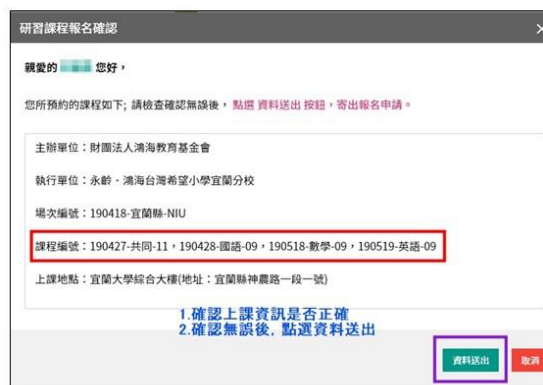 研習課程報名確認
親愛的 您好，
您所預約的課程如下; 請檢查確認無誤後， 點選 資料送出 按鈕，寄出報名申請。
主辦單位：財團法人鴻海教育基金會
執行單位：永齡．鴻海台灣希望小學宜蘭分校
場次編號：190418-宜蘭縣-NIU
課程編號：190427-共同-11，190428-國語-09，190518-數學-09，190519-英語-09
上課地點：宜蘭大學綜合大樓(地址：宜蘭縣神農路一段一號)
1.確認上課資訊是否正確
2.確認無誤後, 點選資料送出
資料送出 取消